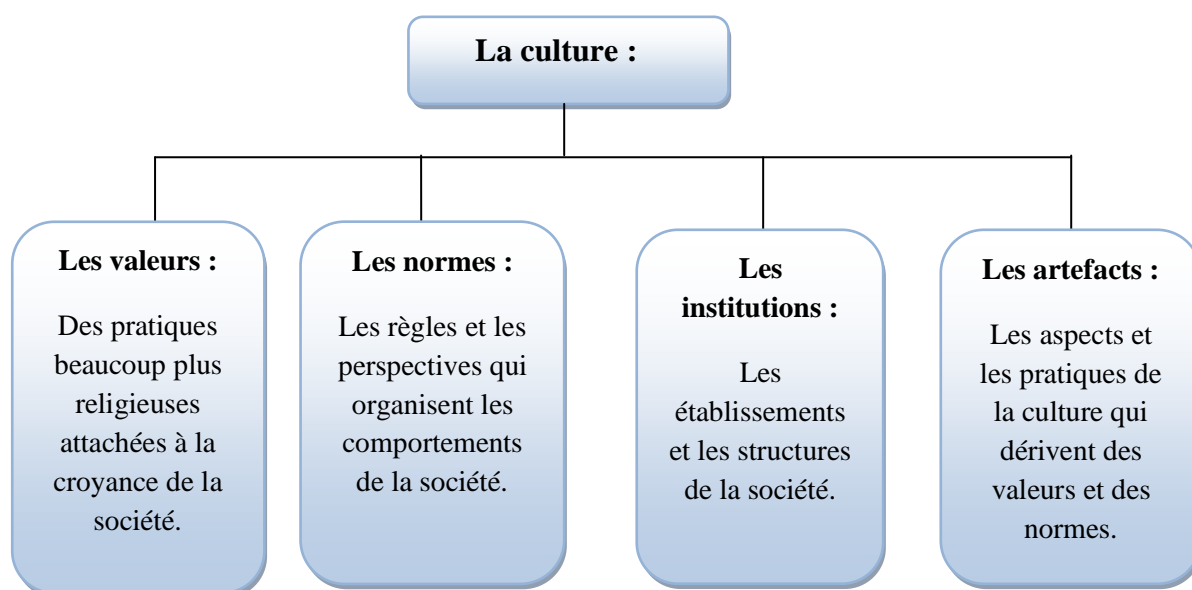 La culture :
Les valeurs :
Des pratiques
beaucoup plus
religieuses
attachées à la
croyance de la
société.
Les normes :
Les règles et les
perspectives qui
organisent les
comportements
de la société.
Les
institutions :
Les
établissements
et les structures
de la société.
Les artefacts :
Les aspects et
les pratiques de
la culture qui
dérivent des
valeurs et des
normes.